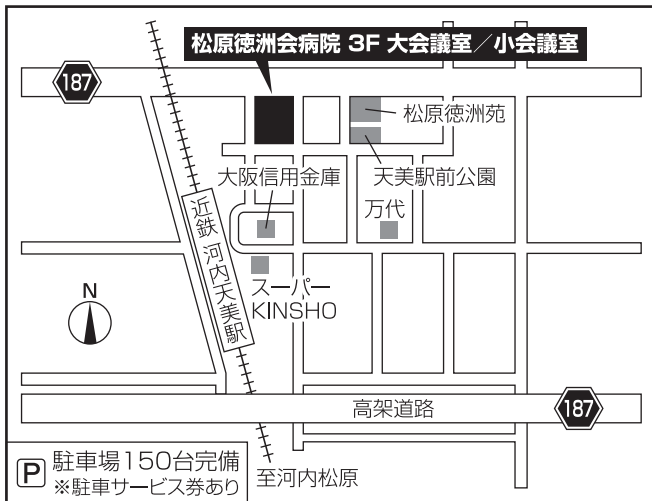 松原徳洲会病院 3F 大会議室／小会議室
187
松原徳洲苑
大阪信用金庫
天美駅前公園
万代
近鉄 河内天美駅
スーパー
KINSHO
N
高架道路
187
P 駐車場150台完備
※駐車サービス券あり
至河内松原